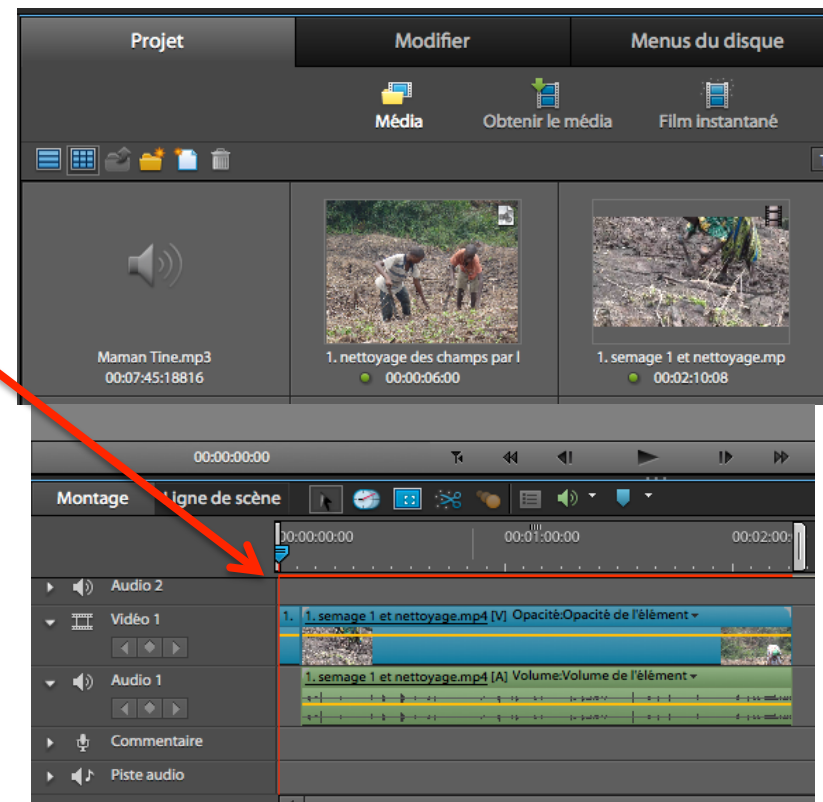 Projet Modifier Menus du disque
Média Obtenir le média Film instantané
Maman Tine.mp3 1. nettoyage des champs par l 1. semage 1 et nettoyage.mp
00:07:45:18816 00:00:06:00 00:02:10:08
00:00:00:00
Montage Ligne de scène
00:00:00:00 00:01:00:00 00:02:00:
Audio 2
Vidéo 1 1. 1. semage 1 et nettoyage.mp4 [V] Opacité:Opacité de l'élément
Audio 1 1. semage 1 et nettoyage.mp4 [A] Volume:Volume de l'élément
Commentaire
Piste audio